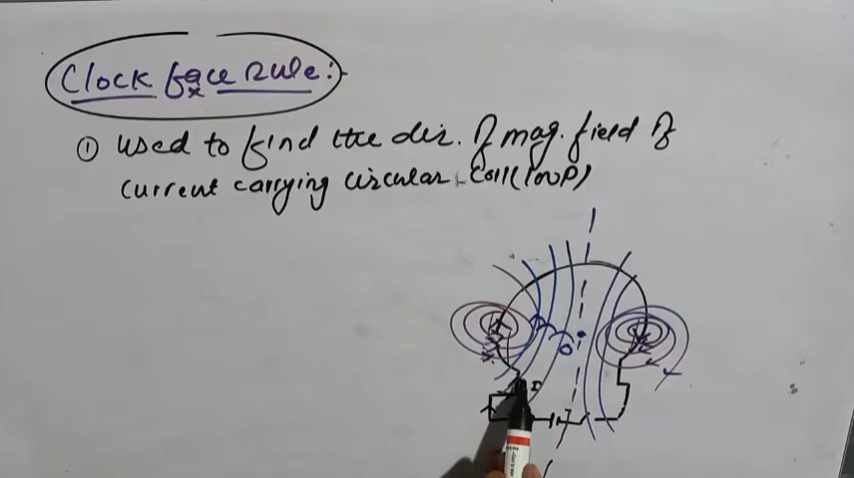 Clock face Rule:-
① used to find the dir. of mag. field of
current carrying circular coil(loop)